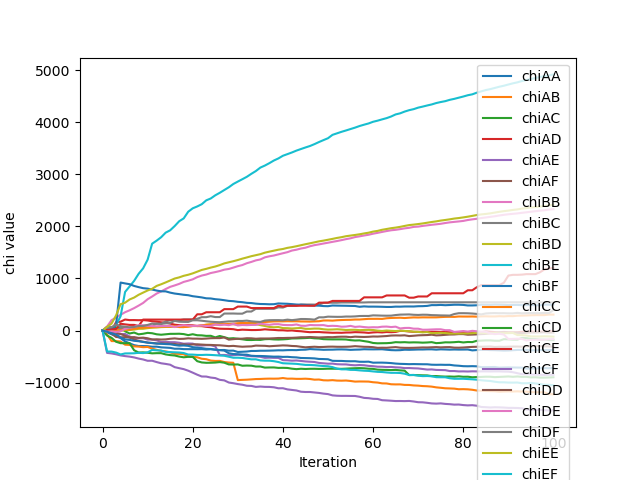 5000
4000
3000
2000
1000
0
−1000
chi value
0
20
40
60
80
100
Iteration
chiAA
chiAB
chiAC
chiAD
chiAE
chiAF
chiBB
chiBC
chiBD
chiBE
chiBF
chiCC
chiCD
chiCE
chiCF
chiDD
chiDE
chiDF
chiEE
chiEF